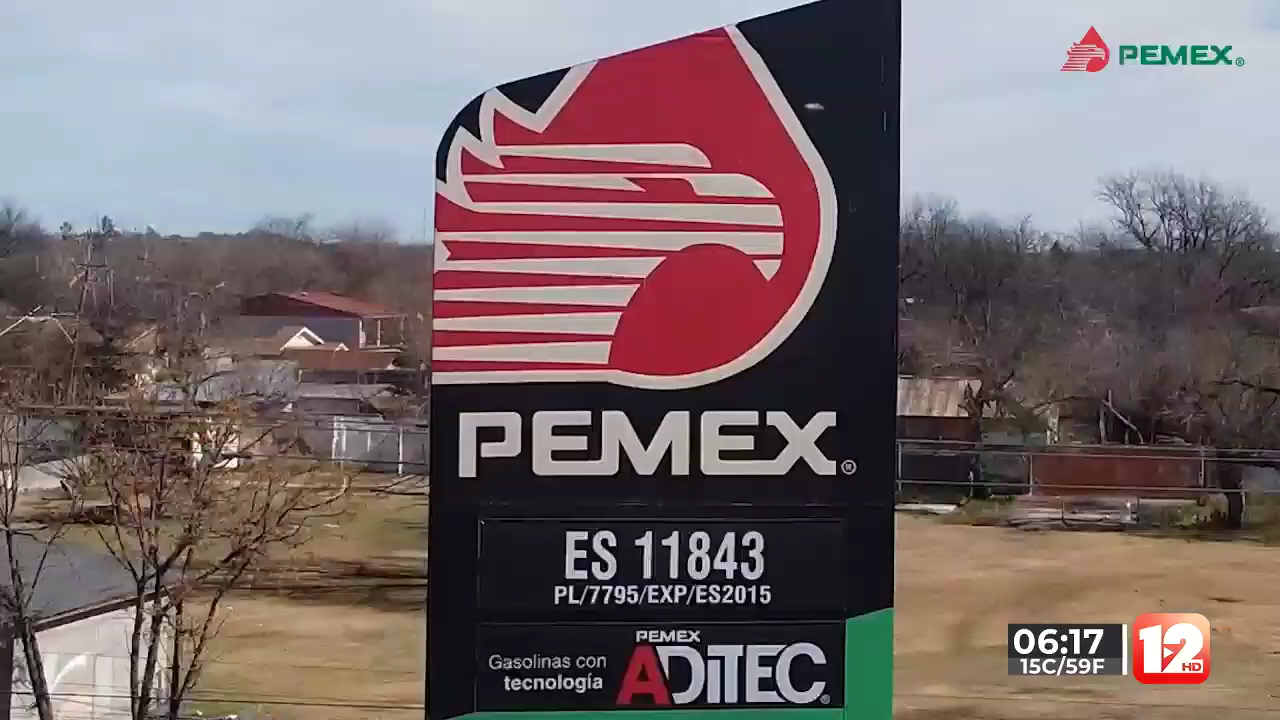 PEMEX®
PEMEX®
ES 11843
PL/7795/EXP/ES2015
PEMEX
Gasolinas con
tecnología
ADITEC®
06:17
15C/59F
12
HD